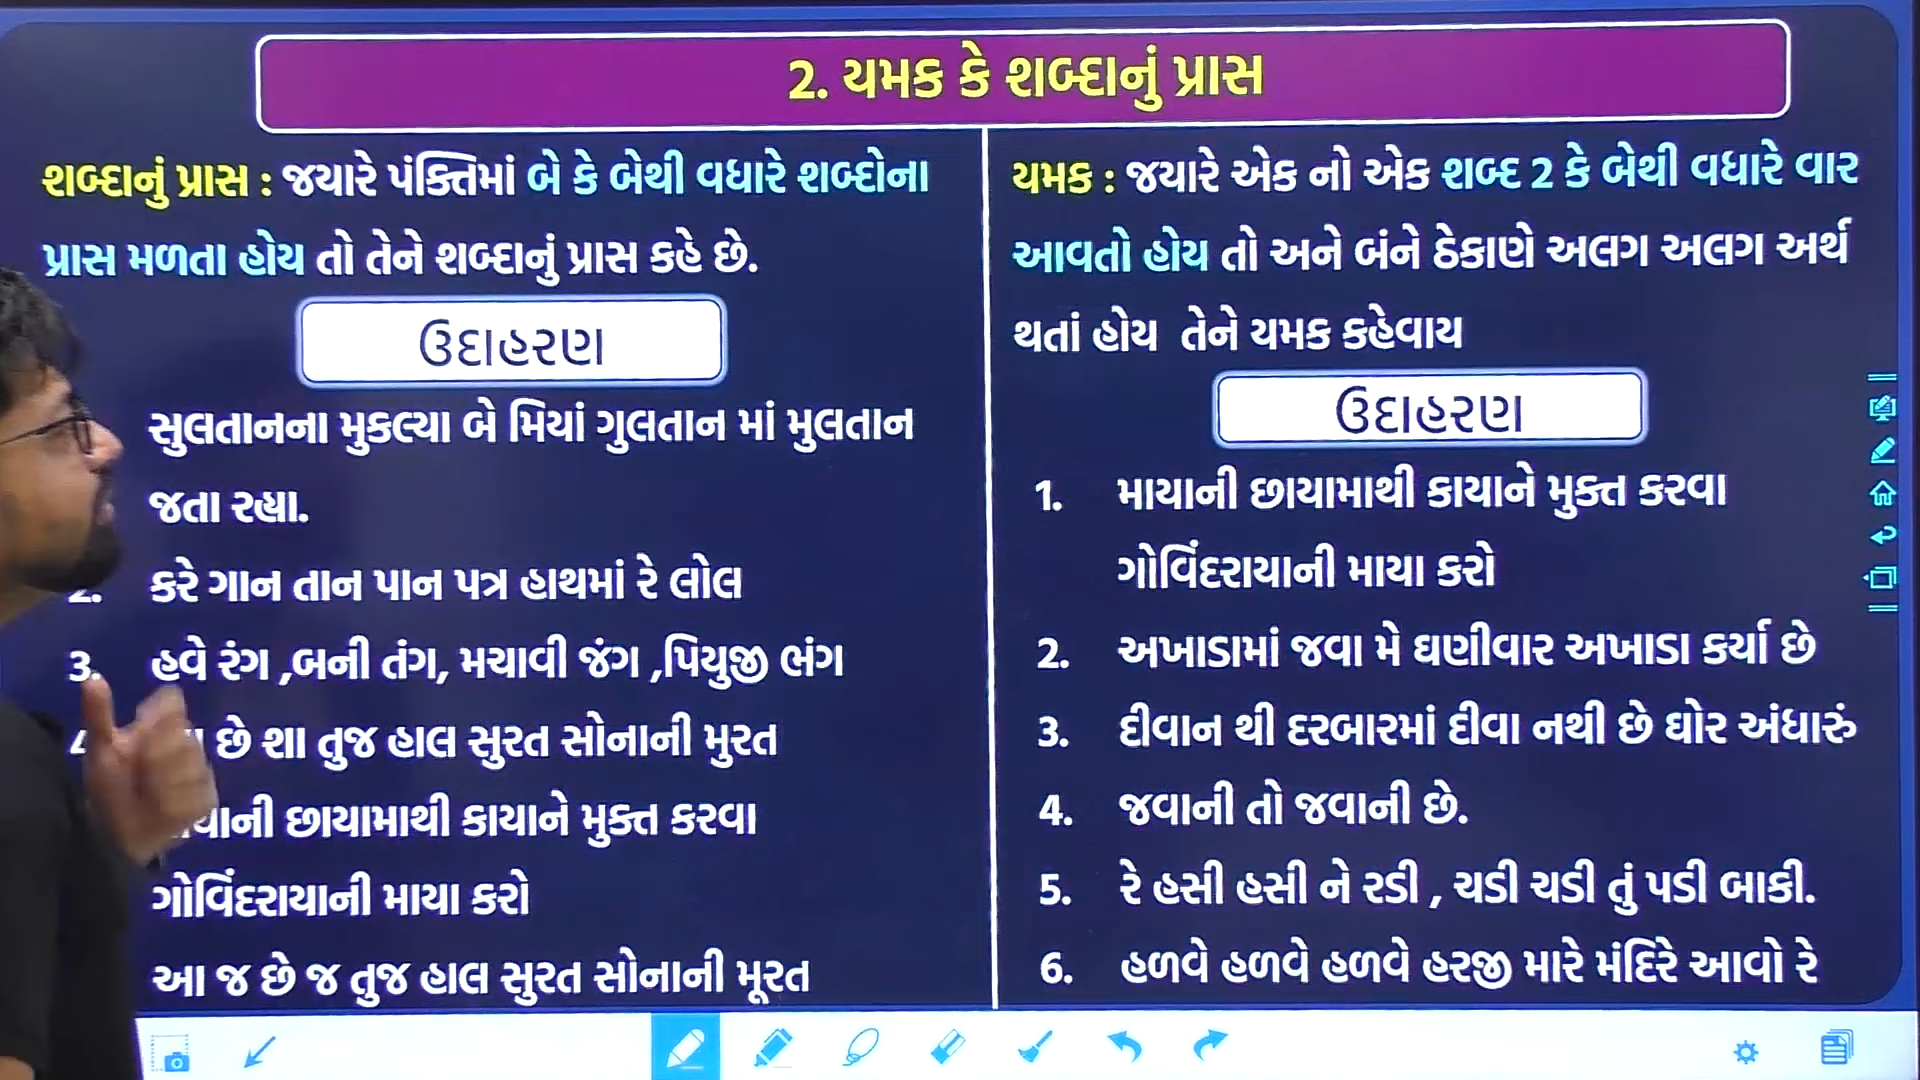 2. યમક કે શબ્દાનું પ્રાસ
શબ્દાનું પ્રાસ : જયારે પંક્તિમાં બે કે બેથી વધારે શબ્દોના
પ્રાસ મળતા હોય તો તેને શબ્દાનું પ્રાસ કહે છે.
ઉદાહરણ
સુલતાનના મુકલ્યા બે મિયાં ગુલતાન માં મુલતાન
જતા રહ્યા.
2. કરે ગાન તાન પાન પત્ર હાથમાં રે લોલ
3. હવે રંગ ,બની તંગ, મચાવી જંગ ,પિયુજી ભંગ
છે શા તુજ હાલ સુરત સોનાની મુરત
છાયામાથી કાયાને મુક્ત કરવા
ગોવિંદરાયાની માયા કરો
આ જ છે જ તુજ હાલ સુરત સોનાની મૂરત
યમક : જયારે એક નો એક શબ્દ 2 કે બેથી વધારે વાર
આવતો હોય તો અને બંને ઠેકાણે અલગ અલગ અર્થ
થતાં હોય તેને યમક કહેવાય
ઉદાહરણ
1. માયાની છાયામાથી કાયાને મુક્ત કરવા
ગોવિંદરાયાની માયા કરો
2. અખાડામાં જવા મે ઘણીવાર અખાડા કર્યા છે
3. દીવાન થી દરબારમાં દીવા નથી છે ઘોર અંધારું
4. જવાની તો જવાની છે.
5. રે હસી હસી ને રડી , ચડી ચડી તું પડી બાકી.
6. હળવે હળવે હળવે હરજી મારે મંદિરે આવો રે